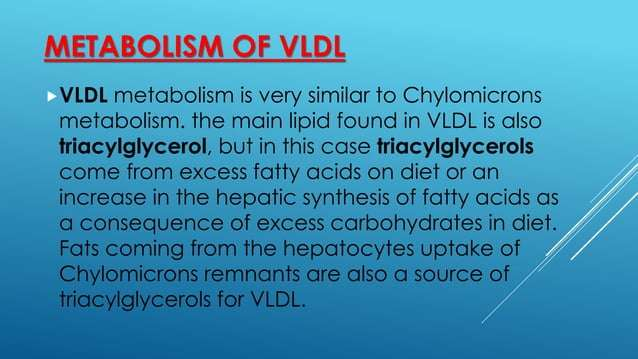 METABOLISM OF VLDL
VLDL metabolism is very similar to Chylomicrons
metabolism. the main lipid found in VLDL is also
triacylglycerol, but in this case triacylglycerols
come from excess fatty acids on diet or an
increase in the hepatic synthesis of fatty acids as
a consequence of excess carbohydrates in diet.
Fats coming from the hepatocytes uptake of
Chylomicrons remnants are also a source of
triacylglycerols for VLDL.